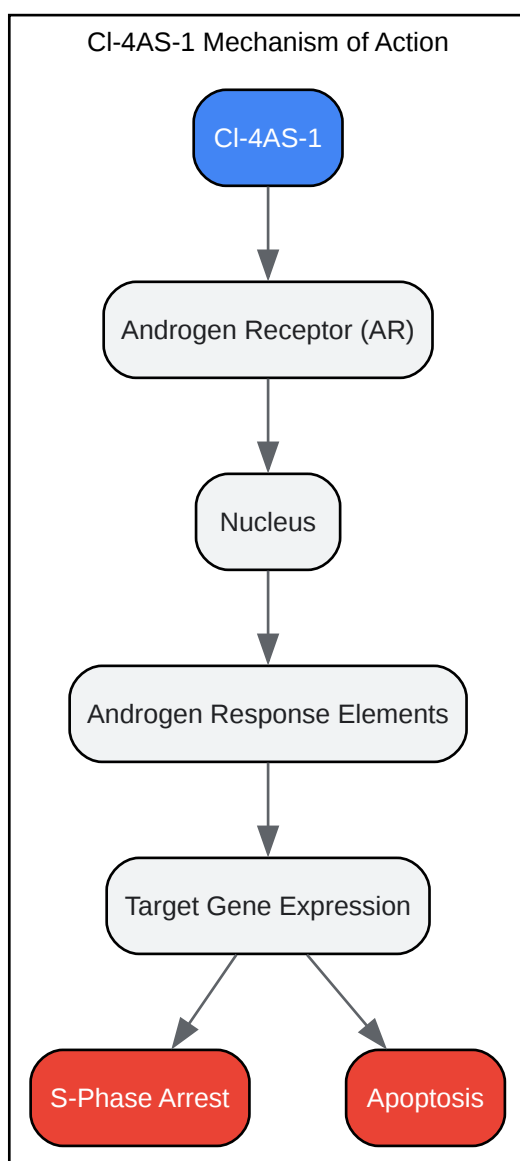 Cl-4AS-1 Mechanism of Action
Cl-4AS-1
Androgen Receptor (AR)
Nucleus
Androgen Response Elements
Target Gene Expression
S-Phase Arrest
Apoptosis